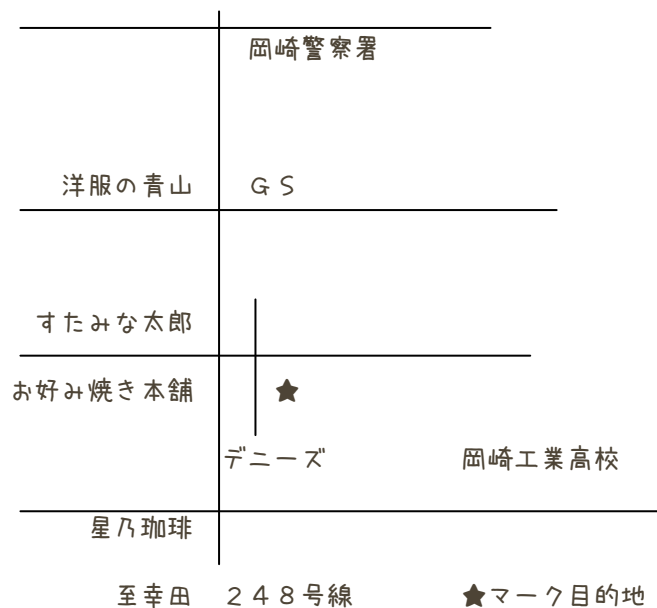 岡崎警察署
洋服の青山 ＧＳ
すたみな太郎
お好み焼き本舗 ★
デニーズ 岡崎工業高校
星乃珈琲
至幸田 ２４８号線 ★マーク目的地